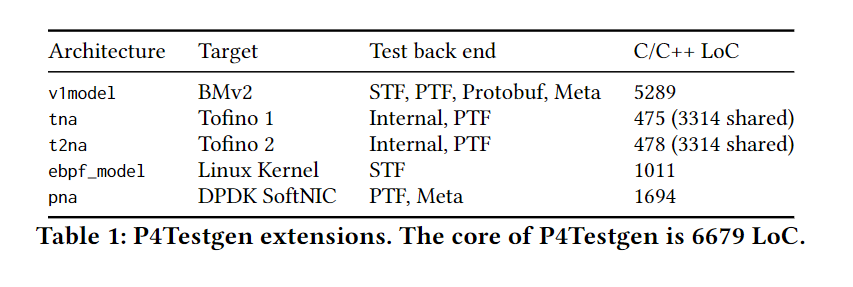 Architecture Target Test back end C/C++ LoC
v1model BMv2 STF, PTF, Protobuf, Meta 5289
tna Tofino 1 Internal, PTF 475 (3314 shared)
t2na Tofino 2 Internal, PTF 478 (3314 shared)
ebpf_model Linux Kernel STF 1011
pna DPDK SoftNIC PTF, Meta 1694
Table 1: P4Testgen extensions. The core of P4Testgen is 6679 LoC.